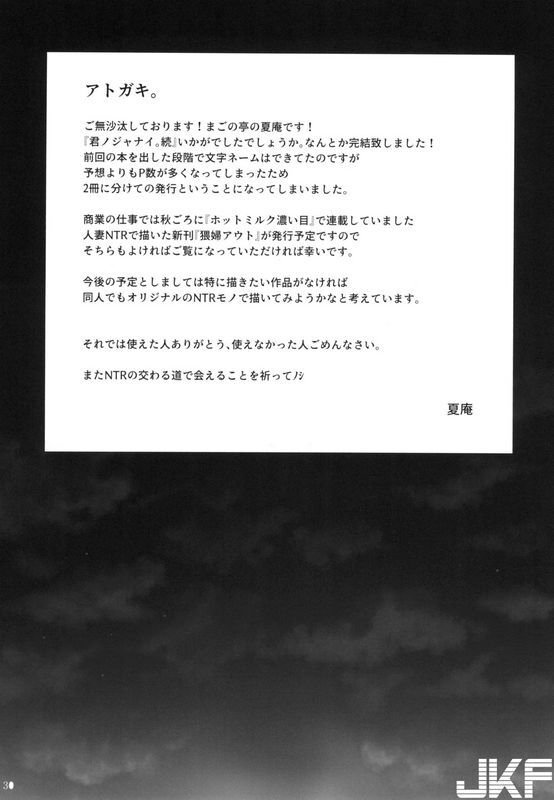 アトガキ。
ご無沙汰しております!まごの亭の夏庵です!
『君ノジャナイ。続』いかがでしたでしょうか。なんとか完結致しました!
前回の本を出した段階で文字ネームはできてたのですが
予想よりもP数が多くなってしまったため
2冊に分けての発行ということになってしまいました。
商業の仕事では秋ごろに『ホットミルク濃い目』で連載していました
人妻NTRで描いた新刊『猥婦アウト』が発行予定ですので
そちらもよければご覧になっていただければ幸いです。
今後の予定としましては特に描きたい作品がなければ
同人でもオリジナルのNTRモノで描いてみようかなと考えています。
それでは使えた人ありがとう、使えなかった人ごめんなさい。
またNTRの交わる道で会えることを祈ってノシ
夏庵
30
JKF